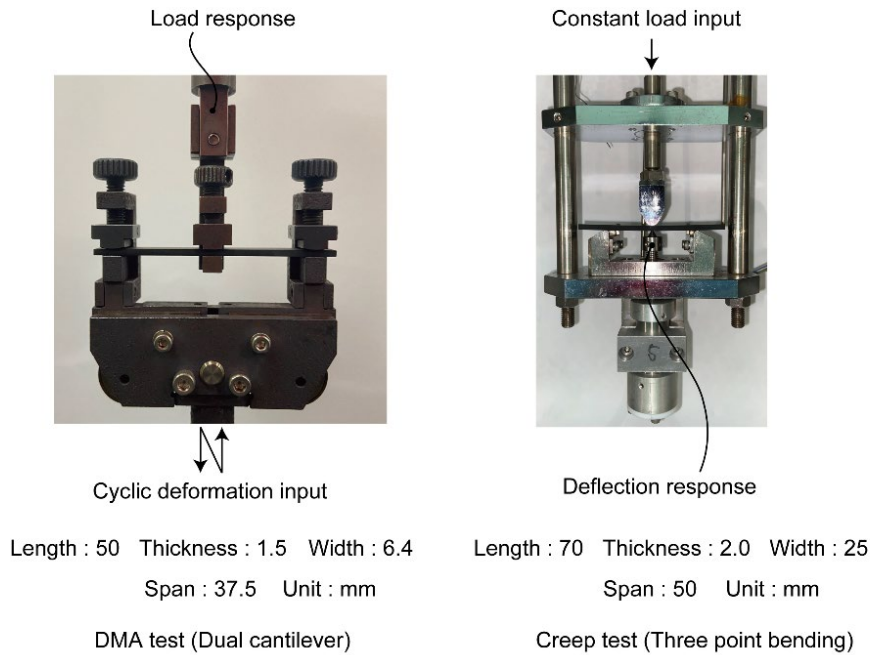 Load response
Constant load input
Cyclic deformation input
Deflection response
Length : 50 Thickness : 1.5 Width : 6.4
Span : 37.5 Unit : mm
DMA test (Dual cantilever)
Length : 70 Thickness : 2.0 Width : 25
Span : 50 Unit : mm
Creep test (Three point bending)
6